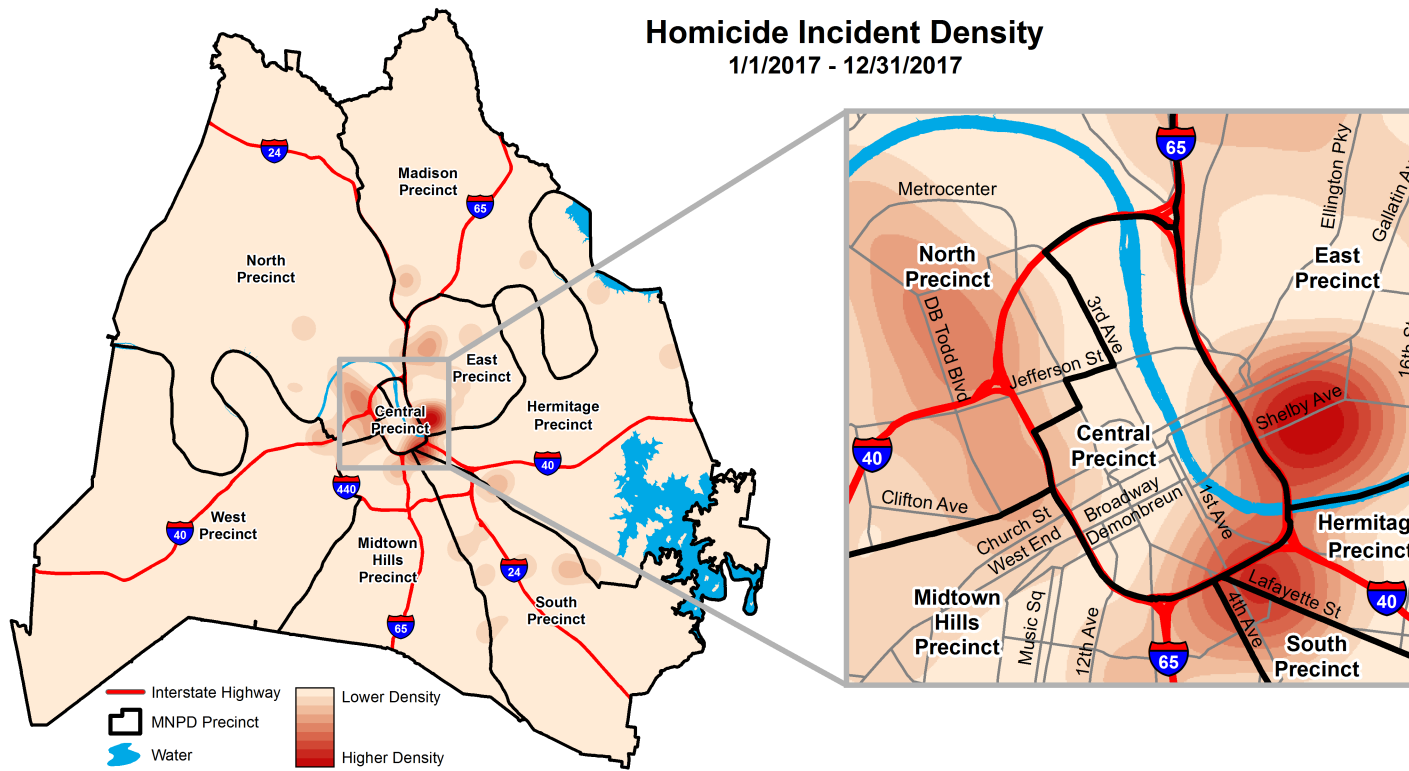 Homicide Incident Density
1/1/2017 - 12/31/2017
24
Madison
Precinct
65
North
Precinct
East
Precinct
Central
Precinct
Hermitage
Precinct
40
440
West
Precinct
40
Midtown
Hills
Precinct
24
South
Precinct
65
Interstate Highway
MNPD Precinct
Water
Lower Density
Higher Density
65
Metrocenter
Ellington Pky
Gallatin Av
North
Precinct
East
Precinct
DB Todd Blvd
3rd Ave
Jefferson St
16th St
Shelby Ave
40
Central
Precinct
Clifton Ave
Broadway
Demonbreun
1st Ave
Church St
West End
Hermitag
Precinct
Midtown
Hills
Precinct
Music Sq
12th Ave
4th Ave
Lafayette St
40
65
South
Precinct